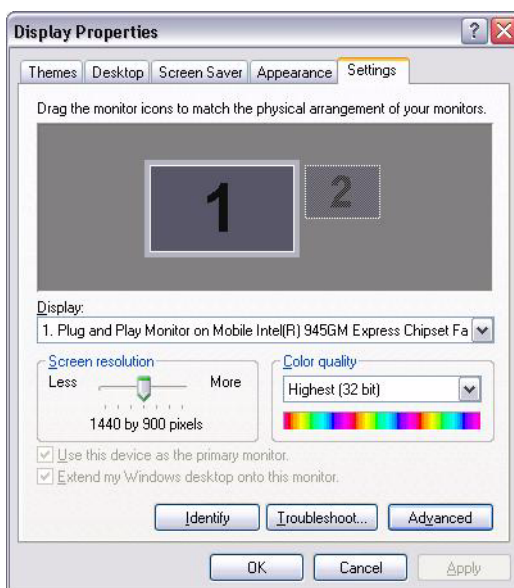 Display Properties
Themes Desktop Screen Saver Appearance Settings
Drag the monitor icons to match the physical arrangement of your monitors.
1 2
Display:
1. Plug and Play Monitor on Mobile Intel(R) 945GM Express Chipset Fa
Screen resolution Color quality
Less More Highest (32 bit)
1440 by 900 pixels
Use this device as the primary monitor.
Extend my Windows desktop onto this monitor.
Identify Troubleshoot... Advanced
OK Cancel Apply